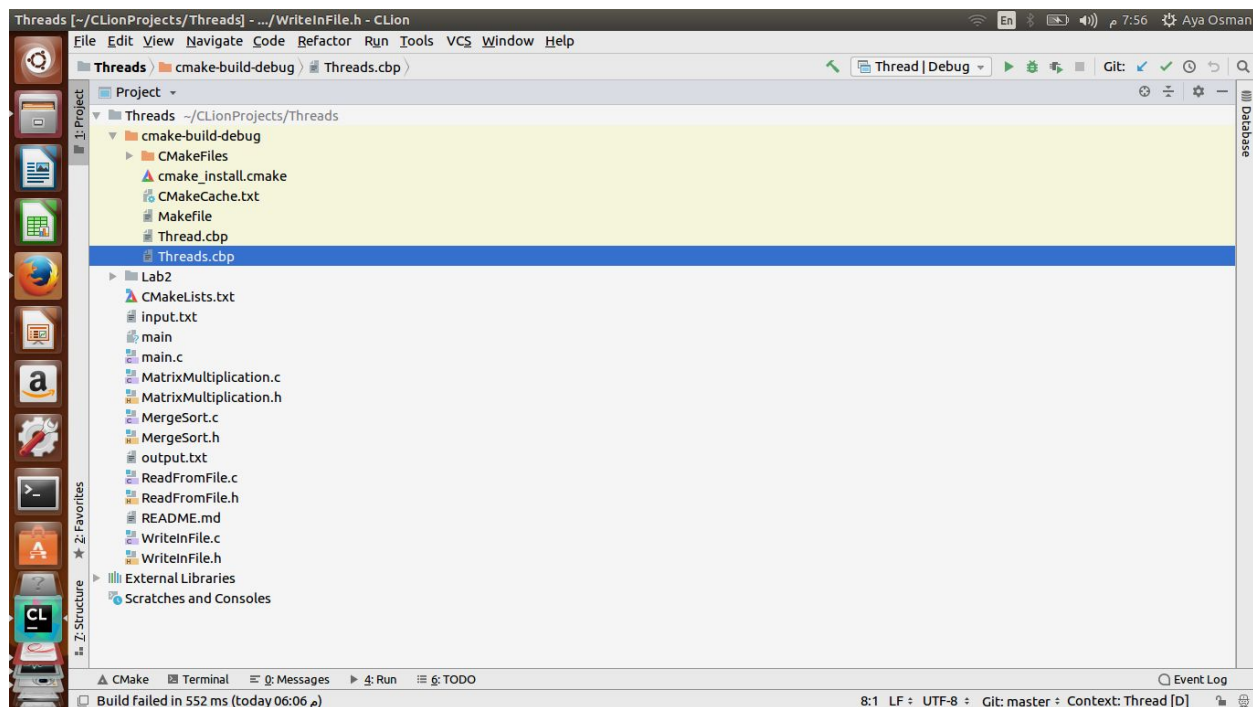 Threads [~/CLionProjects/Threads] - .../WriteInFile.h - CLion En 7:56 م Aya Osman
File Edit View Navigate Code Refactor Run Tools VCS Window Help
Threads cmake-build-debug Threads.cbp Thread | Debug Git:
1: Project
Project
Database
Threads ~/CLionProjects/Threads
cmake-build-debug
CMakeFiles
cmake_install.cmake
CMakeCache.txt
Makefile
Thread.cbp
Threads.cbp
Lab2
CMakeLists.txt
input.txt
main
main.c
MatrixMultiplication.c
MatrixMultiplication.h
MergeSort.c
MergeSort.h
output.txt
ReadFromFile.c
ReadFromFile.h
README.md
WriteInFile.c
WriteInFile.h
External Libraries
Scratches and Consoles
2: Favorites
7: Structure
CMake Terminal 0: Messages 4: Run 6: TODO Event Log
Build failed in 552 ms (today 06:06 م) 8:1 LF UTF-8 Git: master Context: Thread [D]